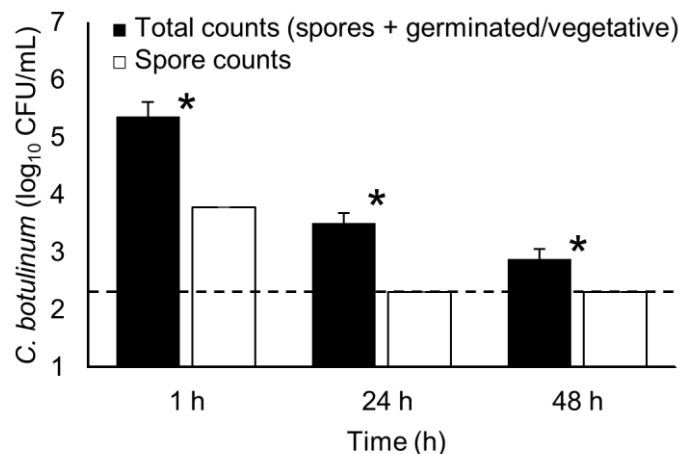 ■ Total counts (spores + germinated/vegetative)
□ Spore counts
C. botulinum (log₁₀ CFU/mL)
7
6
5
4
3
2
1
*
*
*
1 h
24 h
48 h
Time (h)